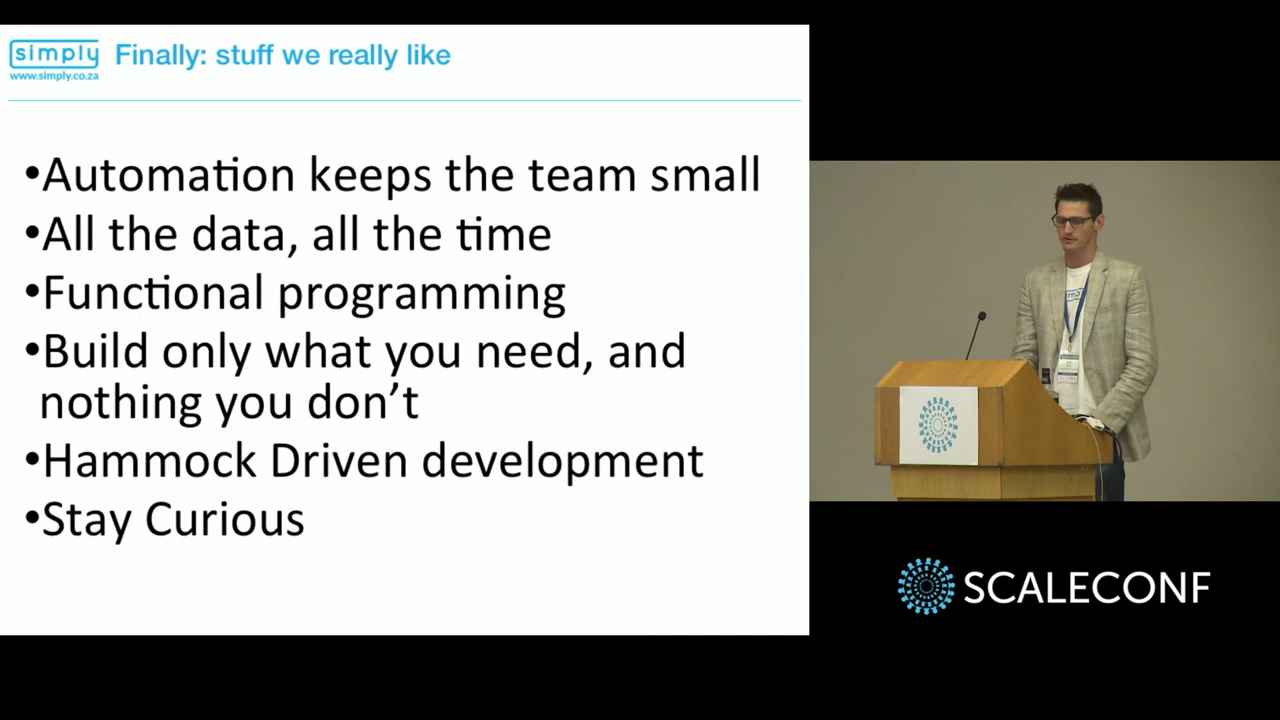 simply
www.simply.co.za
Finally: stuff we really like
•Automation keeps the team small
•All the data, all the time
•Functional programming
•Build only what you need, and
nothing you don’t
•Hammock Driven development
•Stay Curious
SCALECONF